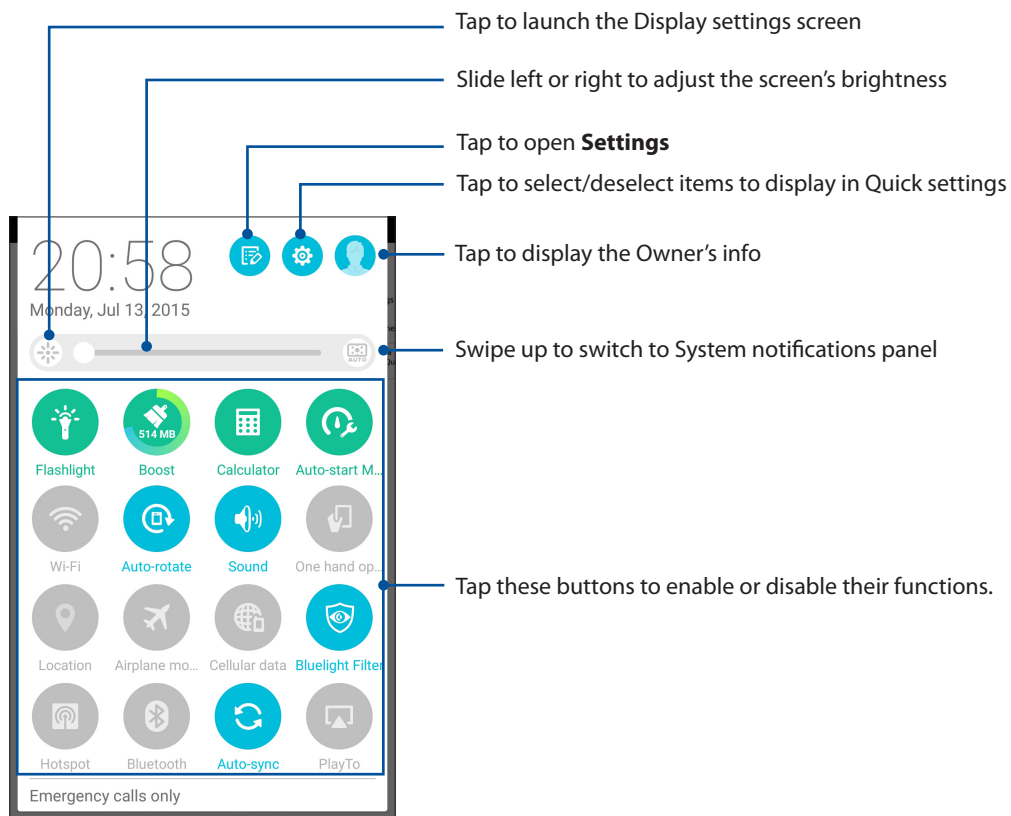 Tap to launch the Display settings screen
Slide left or right to adjust the screen's brightness
Tap to open Settings
Tap to select/deselect items to display in Quick settings
Tap to display the Owner's info
Swipe up to switch to System notifications panel
Tap these buttons to enable or disable their functions.
20:58
Monday, Jul 13, 2015
AUTO
514 MB
Flashlight Boost Calculator Auto-start M...
Wi-Fi Auto-rotate Sound One hand op...
Location Airplane mo... Cellular data Bluelight Filter
Hotspot Bluetooth Auto-sync PlayTo
Emergency calls only